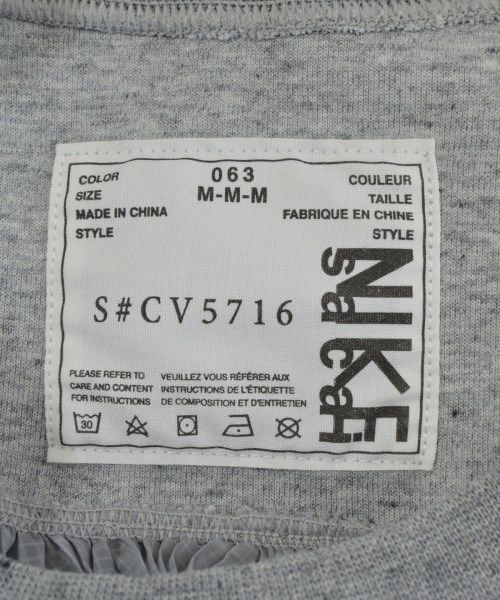 COLOR 063 COULEUR
SIZE M-M-M TAILLE
MADE IN CHINA FABRIQUE EN CHINE
STYLE STYLE
S#CV5716
NIKE
sacai
PLEASE REFER TO
CARE AND CONTENT
FOR INSTRUCTIONS
VEUILLEZ VOUS RÉFÉRER AUX
INSTRUCTIONS DE L'ÉTIQUETTE
DE COMPOSITION ET D'ENTRETIEN
30